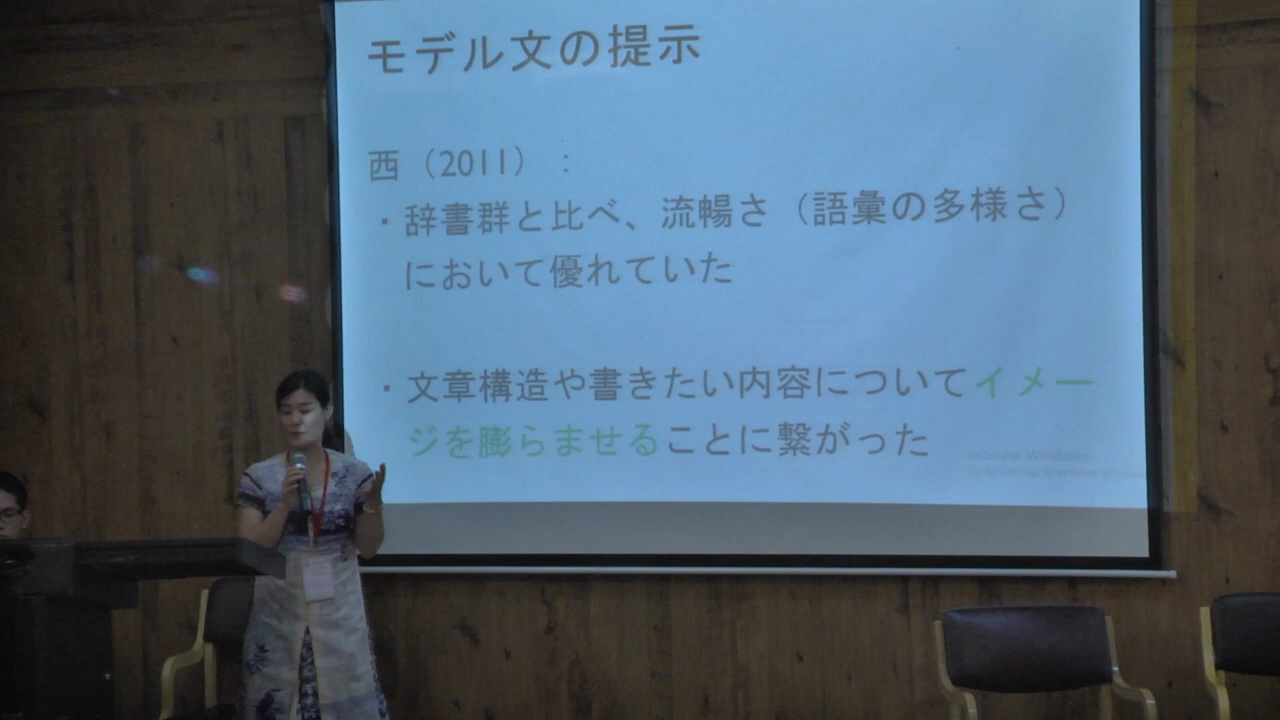 モデル文の提示
西（2011）：
・辞書群と比べ、流暢さ（語彙の多様さ）
において優れていた
・文章構造や書きたい内容についてイメー
ジを膨らませることに繋がった
Activate Windows